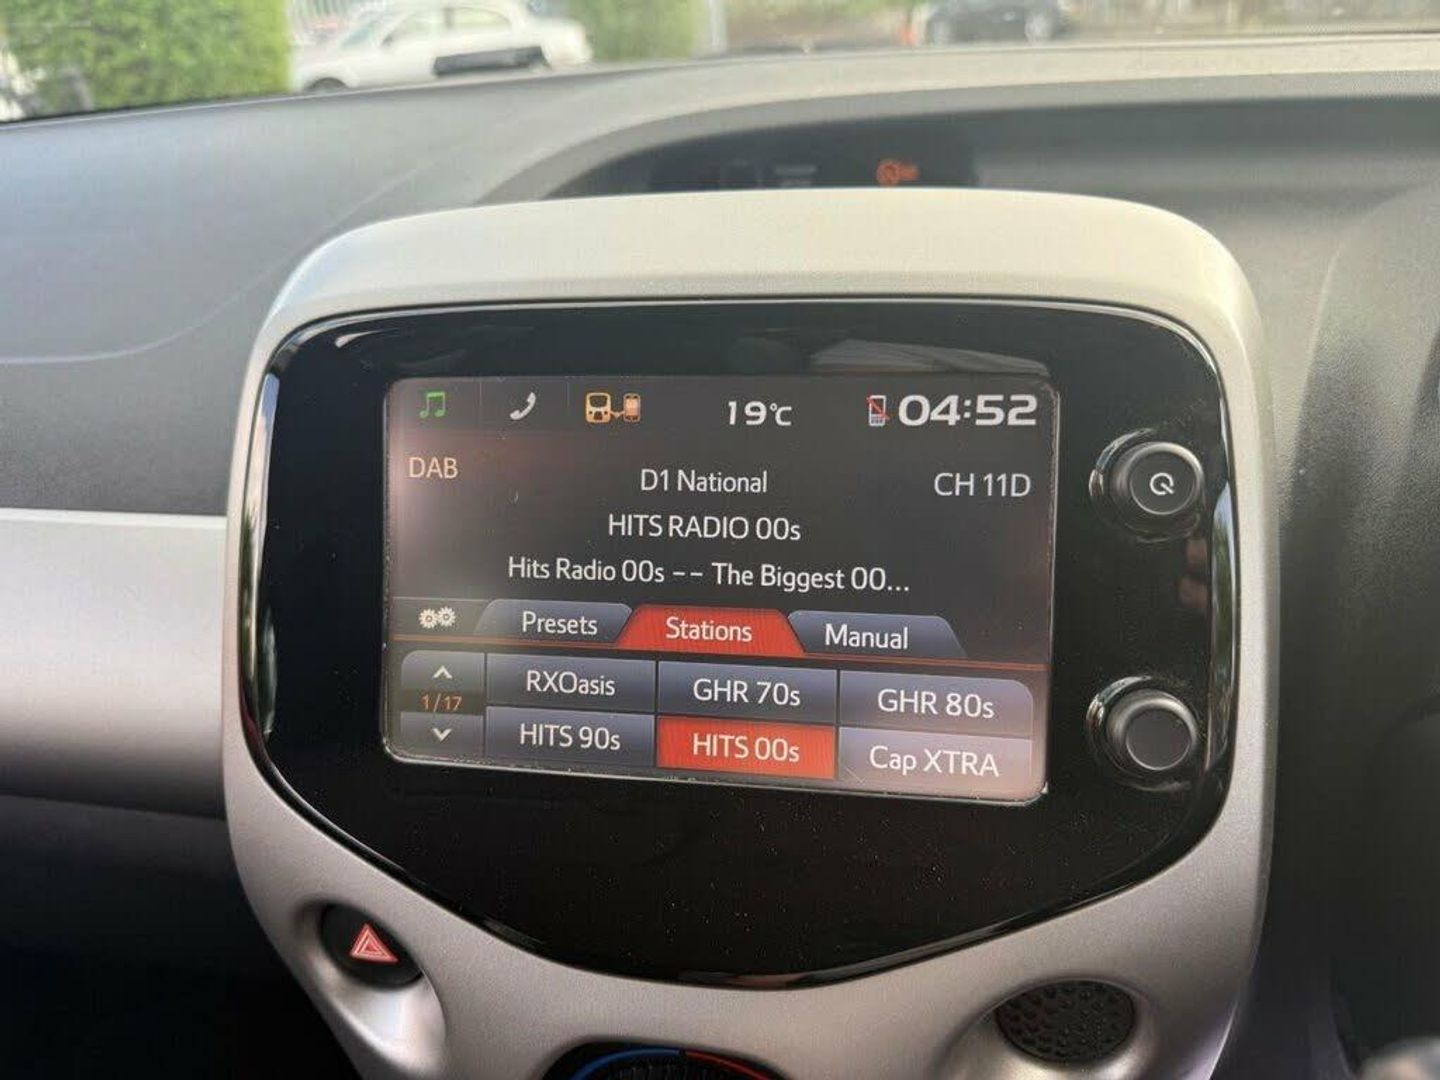 19°C
04:52
DAB
D1 National
CH 11D
HITS RADIO 00s
Hits Radio 00s -- The Biggest 00...
Presets
Stations
Manual
1/17
RXOasis
GHR 70s
GHR 80s
HITS 90s
HITS 00s
Cap XTRA